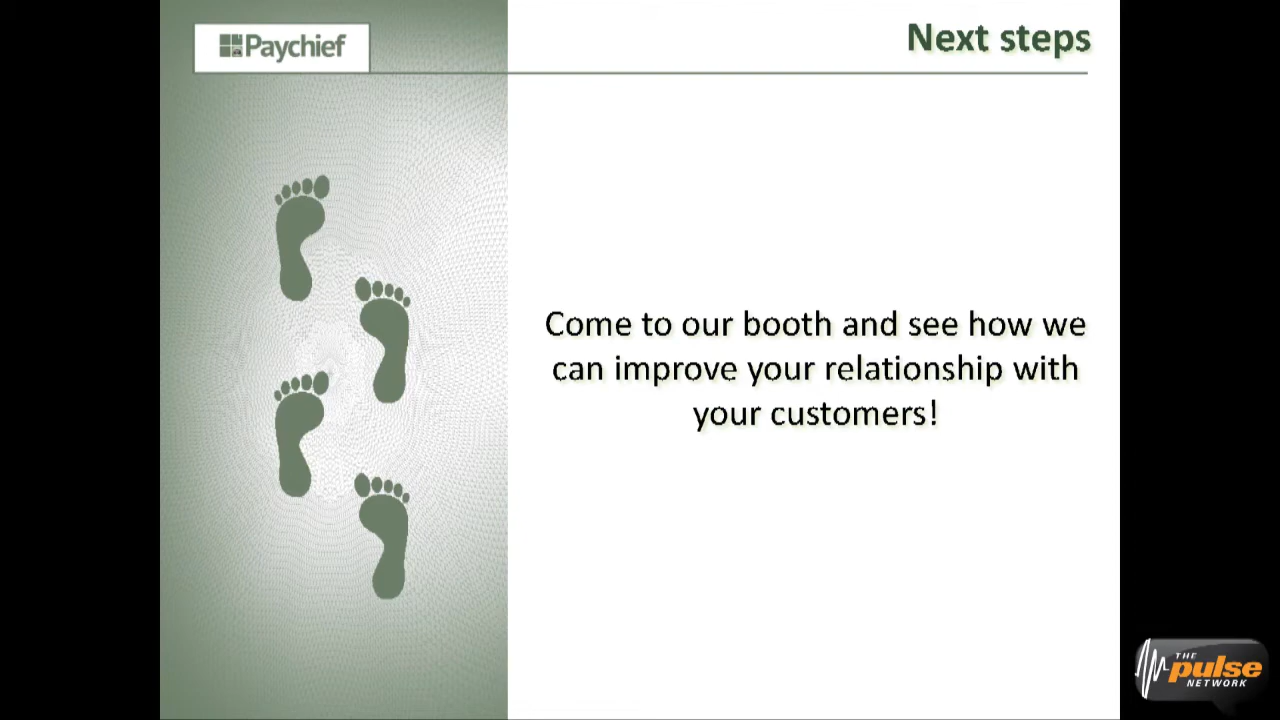 Paychief
Next steps
Come to our booth and see how we
can improve your relationship with
your customers!
THE
pulse
NETWORK